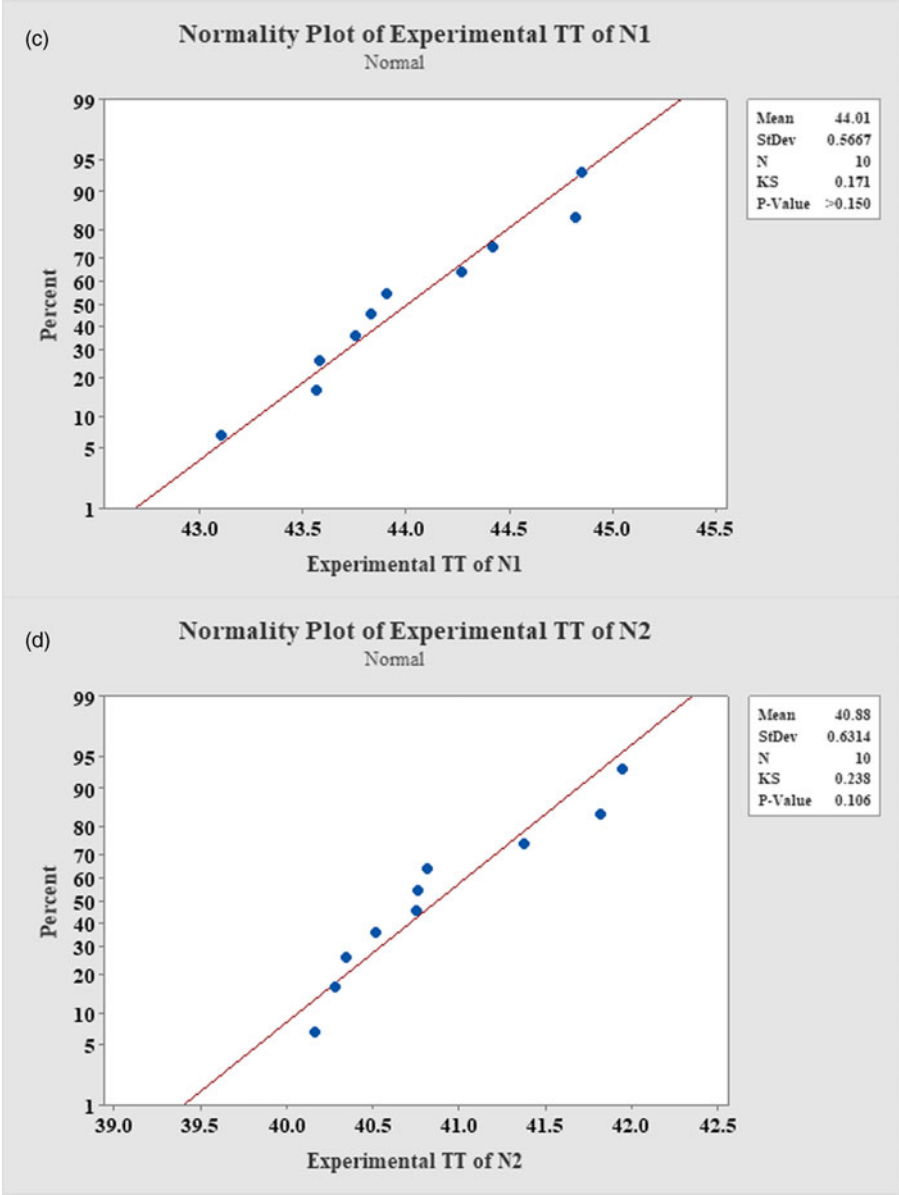 (c)
Normality Plot of Experimental TT of N1
Normal
99
95
90
80
70
60
50
40
30
20
10
5
1
Percent
43.0 43.5 44.0 44.5 45.0 45.5
Experimental TT of N1
Mean 44.01
StDev 0.5667
N 10
KS 0.171
P-Value >0.150
(d)
Normality Plot of Experimental TT of N2
Normal
99
95
90
80
70
60
50
40
30
20
10
5
1
Percent
39.0 39.5 40.0 40.5 41.0 41.5 42.0 42.5
Experimental TT of N2
Mean 40.88
StDev 0.6314
N 10
KS 0.238
P-Value 0.106